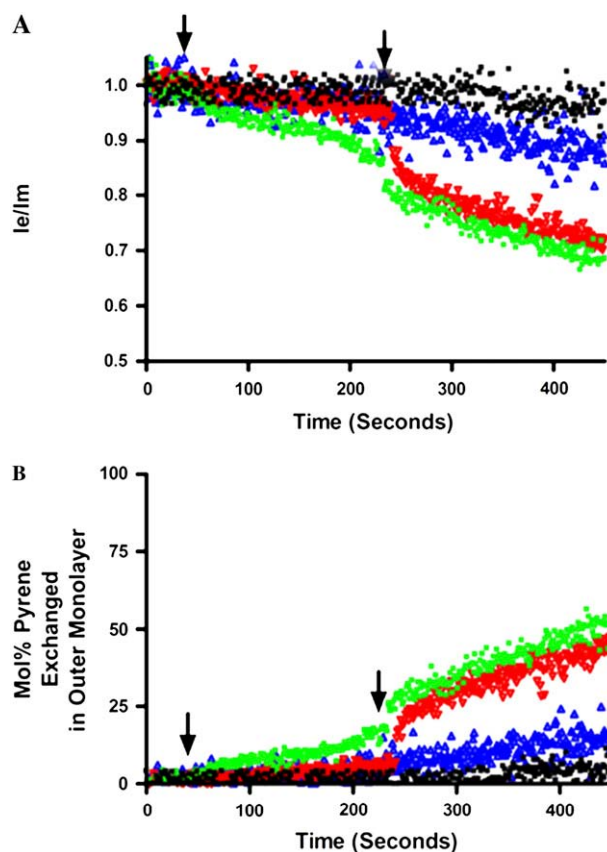 A
Ie/Im
1.0
0.9
0.8
0.7
0.6
0.5
0
100
200
300
400
Time (Seconds)
B
Mol% Pyrene
Exchanged
in Outer Monolayer
100
75
50
25
0
0
100
200
300
400
Time (Seconds)